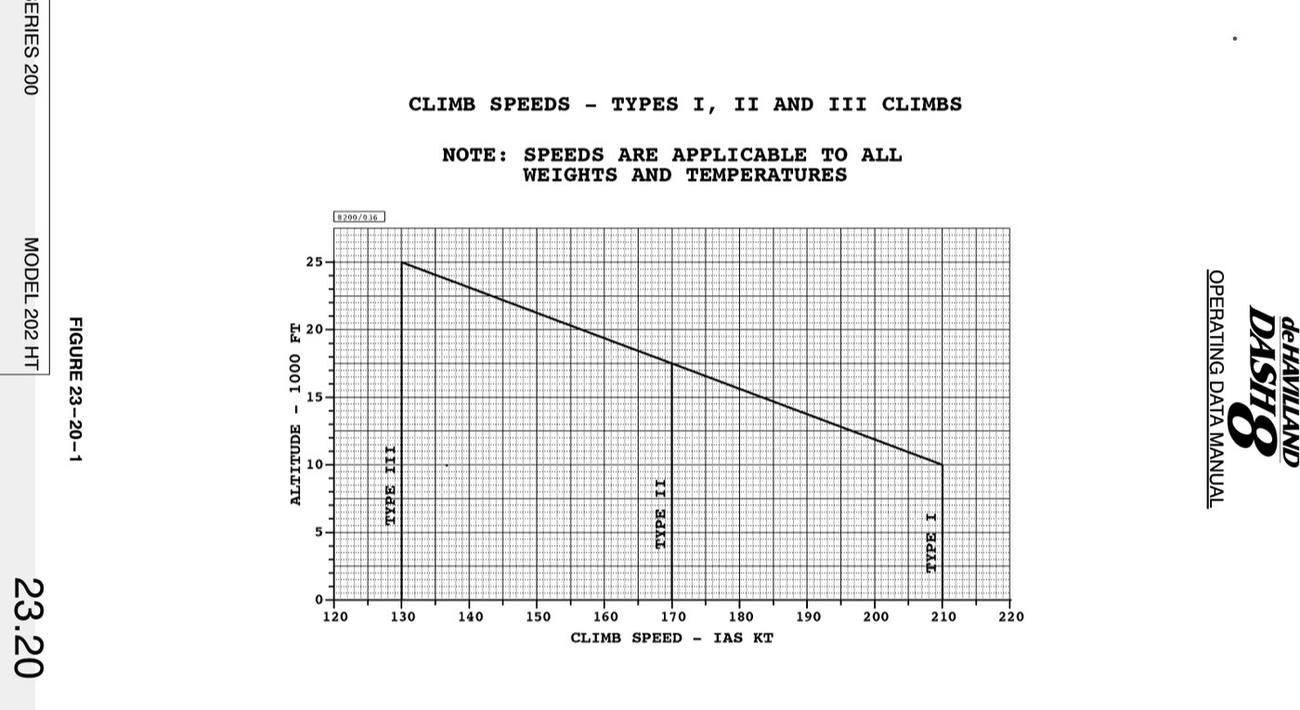 CLIMB SPEEDS - TYPES I, II AND III CLIMBS
NOTE: SPEEDS ARE APPLICABLE TO ALL
WEIGHTS AND TEMPERATURES
8200/036
ALTITUDE - 1000 FT
25
20
15
10
5
0
TYPE III
TYPE II
TYPE I
120 130 140 150 160 170 180 190 200 210 220
CLIMB SPEED - IAS KT
FIGURE 23-20-1
SERIES 200
MODEL 202 HT
23.20
deHAVILLAND
DASH 8
OPERATING DATA MANUAL